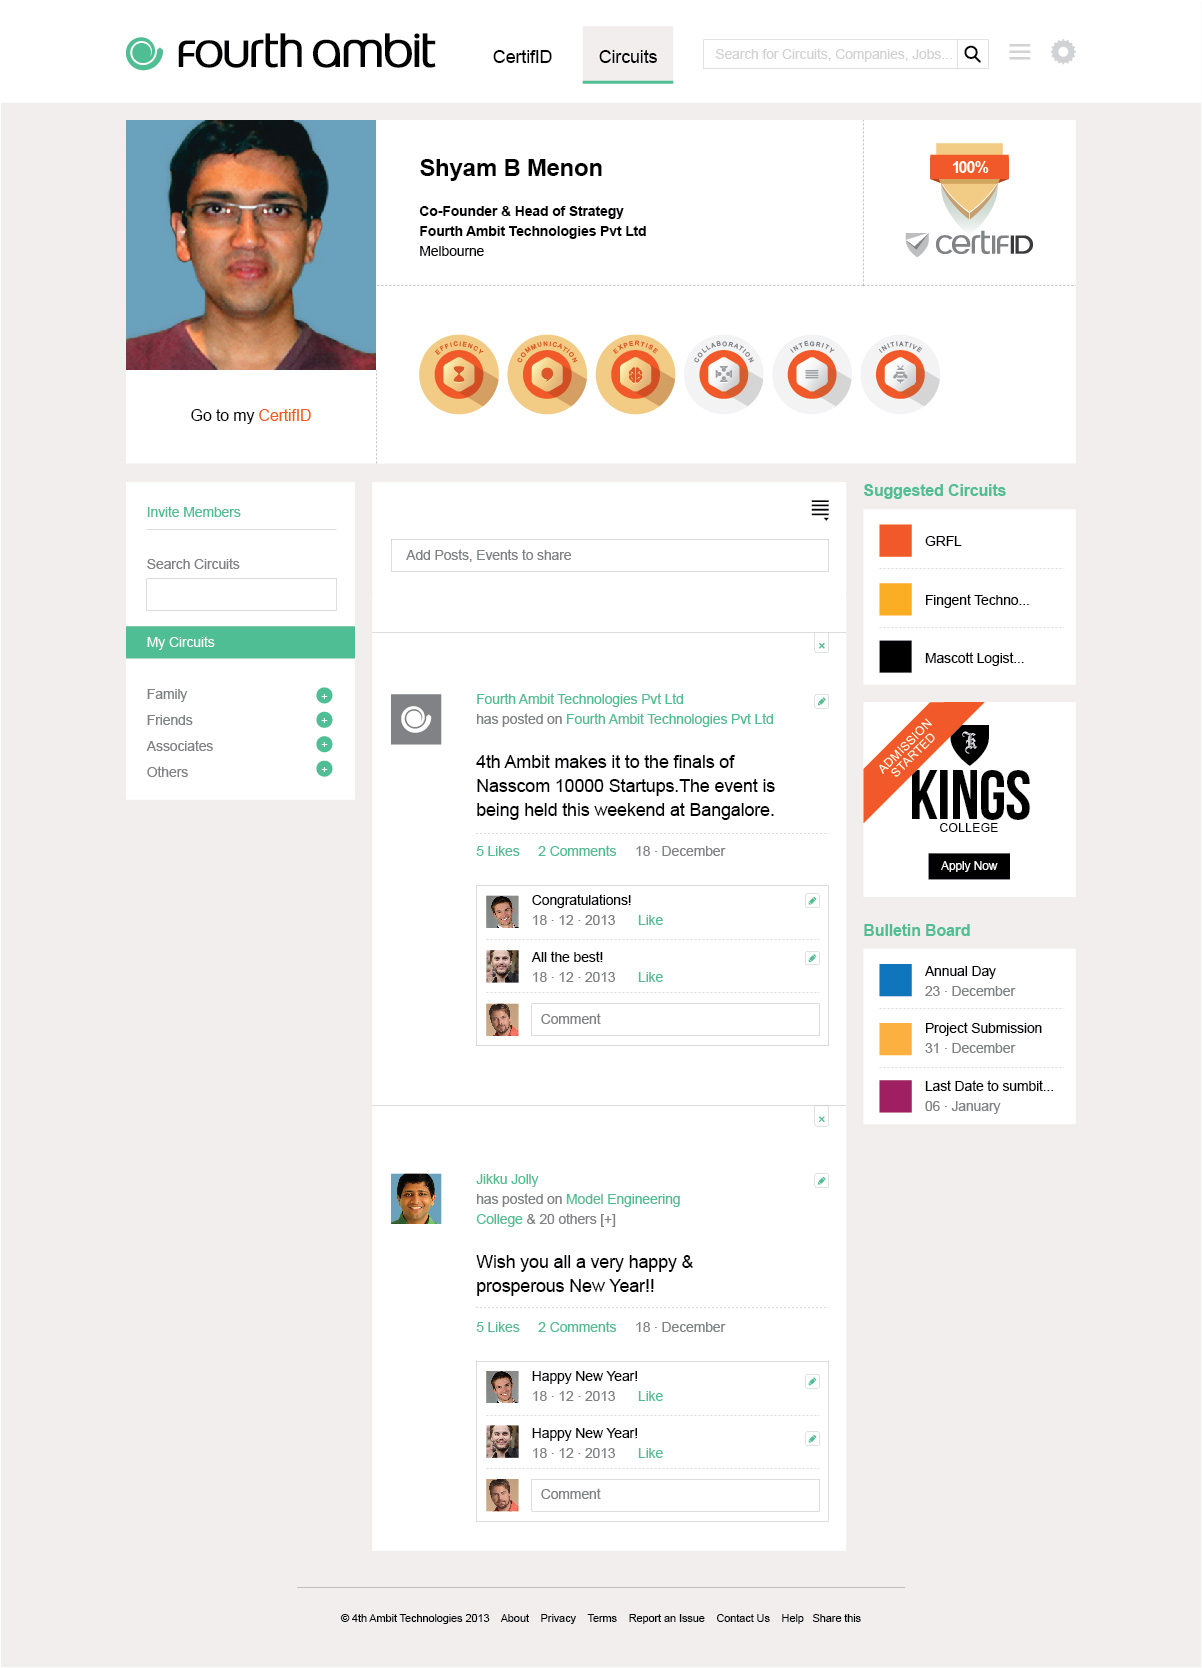 fourth ambit
CertifID
Circuits
Search for Circuits, Companies, Jobs...
Shyam B Menon
Co-Founder & Head of Strategy
Fourth Ambit Technologies Pvt Ltd
Melbourne
100%
certifID
EFFICIENCY
COMMUNICATION
EXPERTISE
COLLABORATION
INTEGRITY
INITIATIVE
Go to my CertifID
Invite Members
Search Circuits
My Circuits
Family
Friends
Associates
Others
Add Posts, Events to share
Fourth Ambit Technologies Pvt Ltd
has posted on Fourth Ambit Technologies Pvt Ltd
4th Ambit makes it to the finals of
Nasscom 10000 Startups.The event is
being held this weekend at Bangalore.
5 Likes 2 Comments 18 · December
Congratulations!
18 · 12 · 2013 Like
All the best!
18 · 12 · 2013 Like
Comment
Jikku Jolly
has posted on Model Engineering
College & 20 others [+]
Wish you all a very happy &
prosperous New Year!!
5 Likes 2 Comments 18 · December
Happy New Year!
18 · 12 · 2013 Like
Happy New Year!
18 · 12 · 2013 Like
Comment
Suggested Circuits
GRFL
Fingent Techno...
Mascott Logist...
ADMISSION
STARTED
k
KINGS
COLLEGE
Apply Now
Bulletin Board
Annual Day
23 · December
Project Submission
31 · December
Last Date to sumbit...
06 · January
© 4th Ambit Technologies 2013 About Privacy Terms Report an Issue Contact Us Help Share this